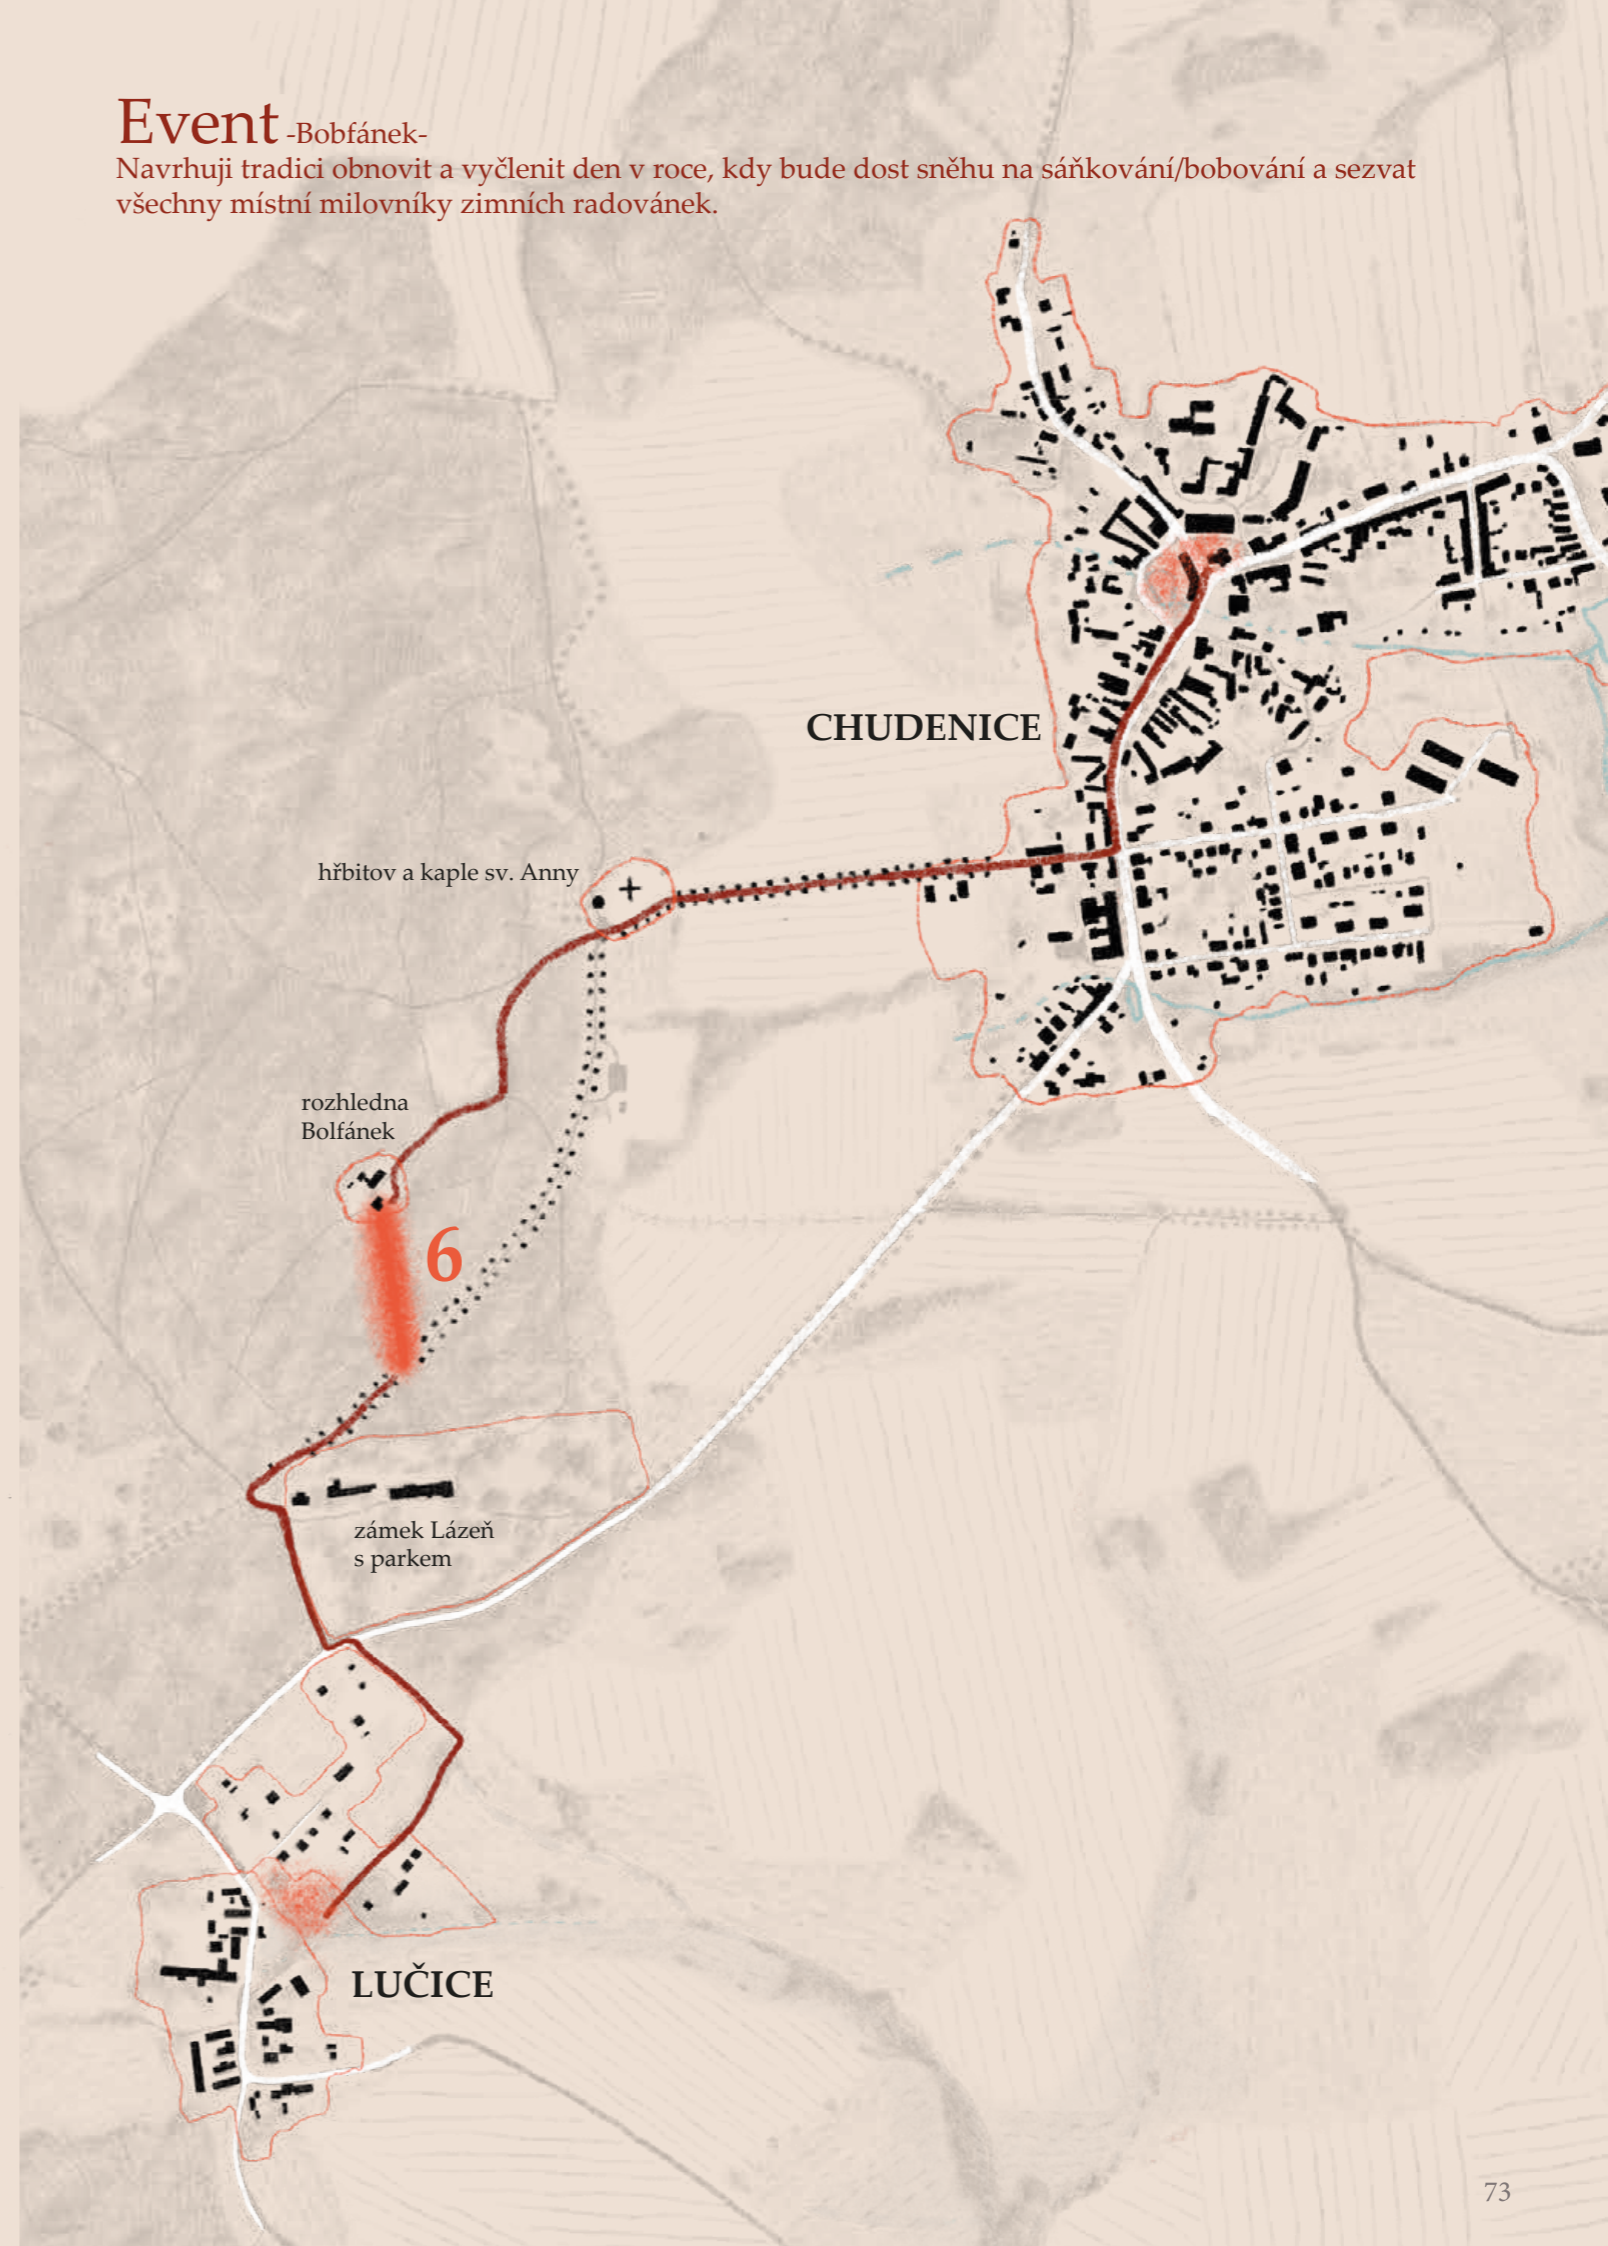 Event -Bobfánek-
Navrhuji tradici obnovit a vyčlenit den v roce, kdy bude dost sněhu na sáňkování/bobování a sezvat
všechny místní milovníky zimních radovánek.
CHUDENICE
hřbitov a kaple sv. Anny
rozhledna
Bolfánek
6
zámek Lázeň
s parkem
LUČICE
73